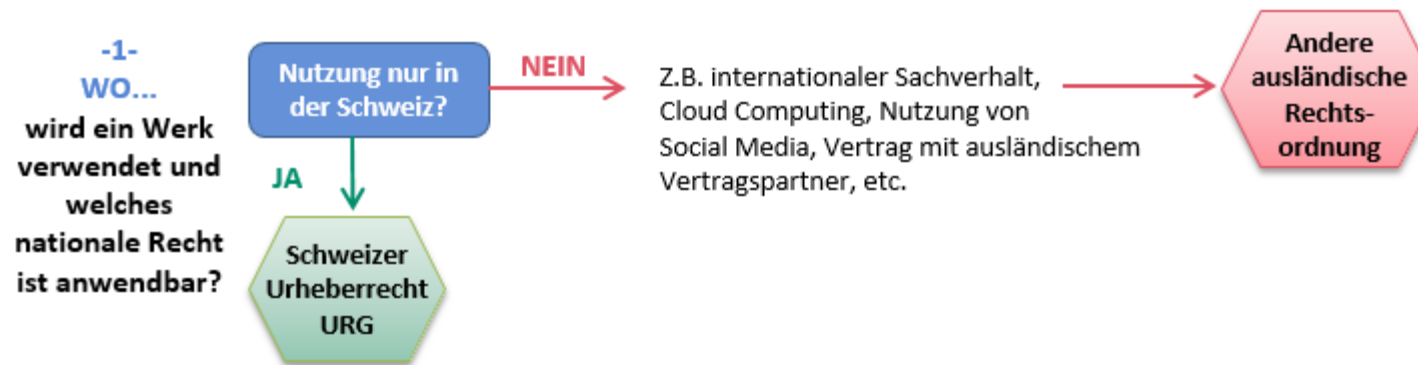 -1-
WO...
wird ein Werk
verwendet und
welches
nationale Recht
ist anwendbar?
Nutzung nur in
der Schweiz?
NEIN
Z.B. internationaler Sachverhalt,
Cloud Computing, Nutzung von
Social Media, Vertrag mit ausländischem
Vertragspartner, etc.
Andere
ausländische
Rechts-
ordnung
JA
Schweizer
Urheberrecht
URG